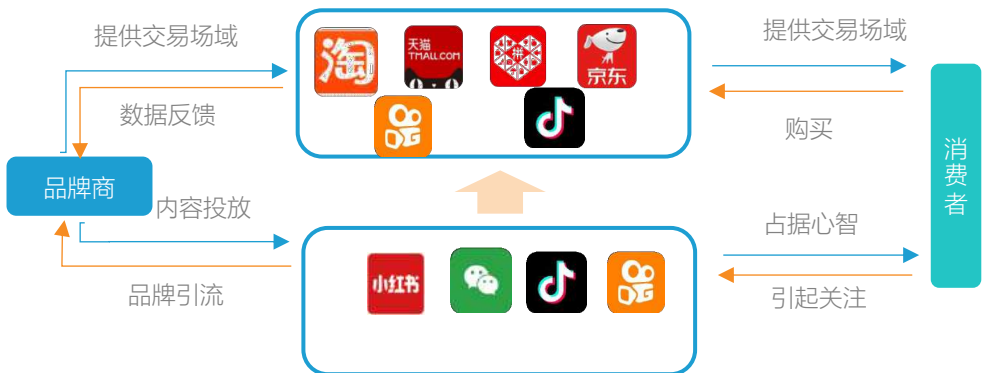 提供交易场域
提供交易场域
淘
天猫
TMALL.COM
拼
京东
数据反馈
购买
品牌商
内容投放
消费者
占据心智
小红书
品牌引流
引起关注